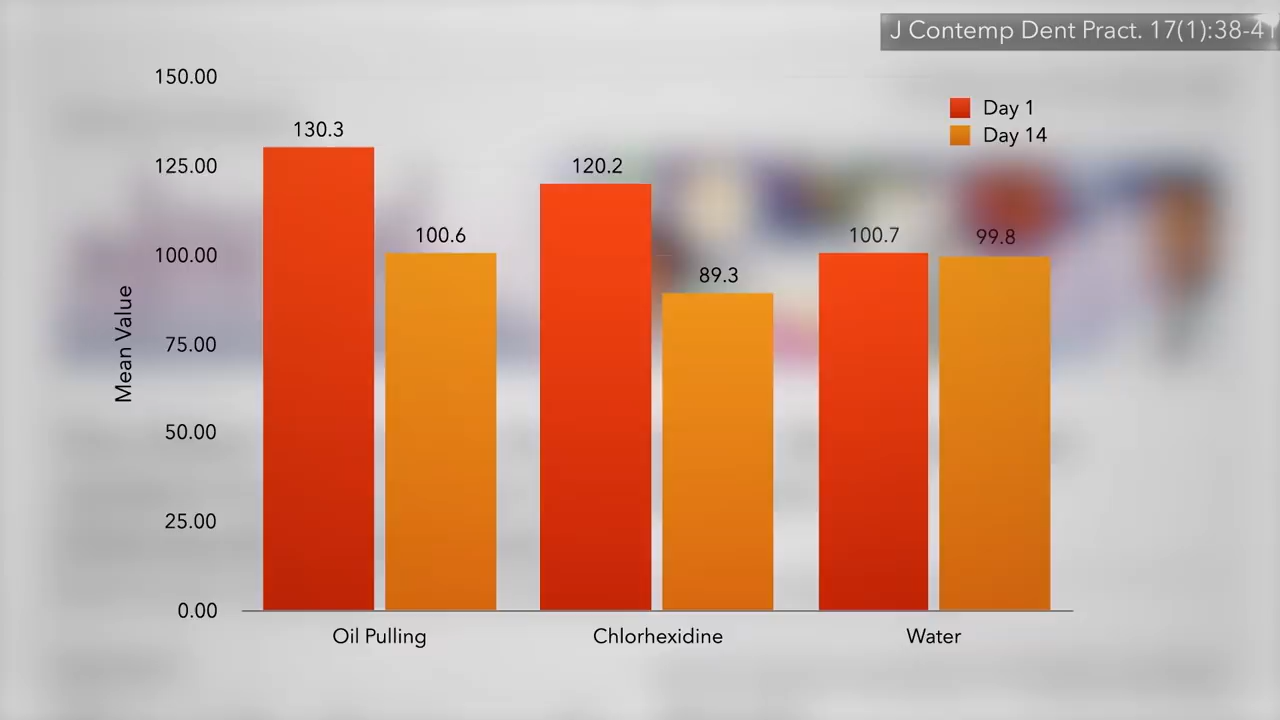 J Contemp Dent Pract. 17(1):38-41
150.00
125.00
100.00
75.00
50.00
25.00
0.00
Mean Value
Day 1
Day 14
130.3
100.6
120.2
89.3
100.7
99.8
Oil Pulling
Chlorhexidine
Water